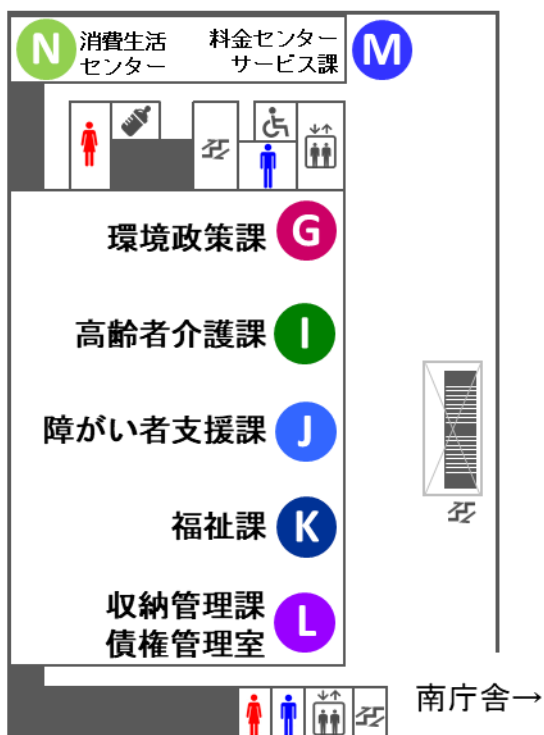 N
消費生活
センター
料金センター
サービス課
M
環境政策課
G
高齢者介護課
I
障がい者支援課
J
福祉課
K
収納管理課
債権管理室
L
南庁舎→